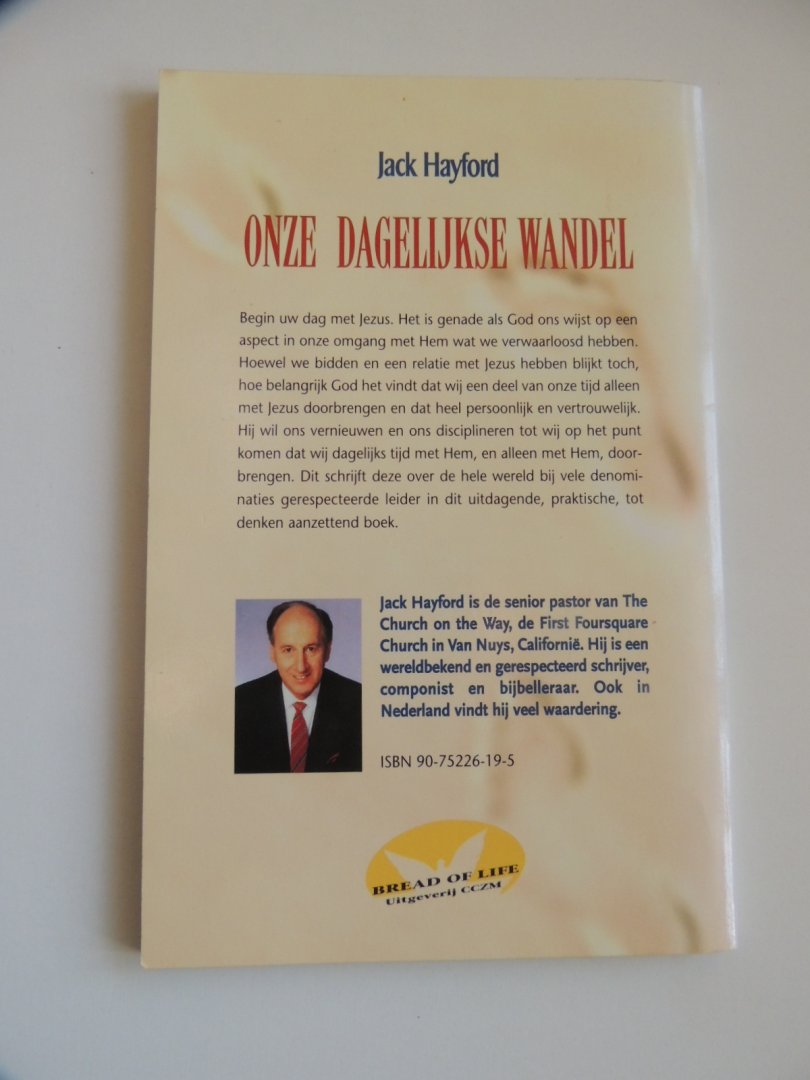 Jack Hayford
ONZE DAGELIJKSE WANDEL
Begin uw dag met Jezus. Het is genade als God ons wijst op een
aspect in onze omgang met Hem wat we verwaarloosd hebben.
Hoewel we bidden en een relatie met Jezus hebben blijkt toch,
hoe belangrijk God het vindt dat wij een deel van onze tijd alleen
met Jezus doorbrengen en dat heel persoonlijk en vertrouwelijk.
Hij wil ons vernieuwen en ons disciplineren tot wij op het punt
komen dat wij dagelijks tijd met Hem, en alleen met Hem, door-
brengen. Dit schrijft deze over de hele wereld bij vele denomi-
naties gerespecteerde leider in dit uitdagende, praktische, tot
denken aanzettend boek.
Jack Hayford is de senior pastor van The
Church on the Way, de First Foursquare
Church in Van Nuys, Californië. Hij is een
wereldbekend en gerespecteerd schrijver,
componist en bijbelleraar. Ook in
Nederland vindt hij veel waardering.
ISBN 90-75226-19-5
BREAD OF LIFE
Uitgeverij CCZM